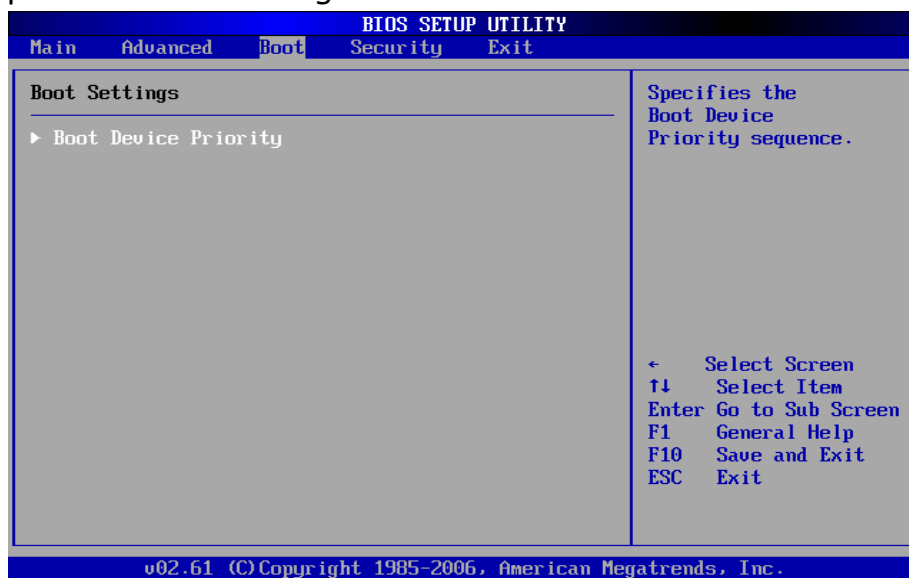 BIOS SETUP UTILITY
Main Advanced Boot Security Exit
Boot Settings
▶ Boot Device Priority
Specifies the
Boot Device
Priority sequence.
← Select Screen
↑↓ Select Item
Enter Go to Sub Screen
F1 General Help
F10 Save and Exit
ESC Exit
v02.61 (C)Copyright 1985-2006, American Megatrends, Inc.